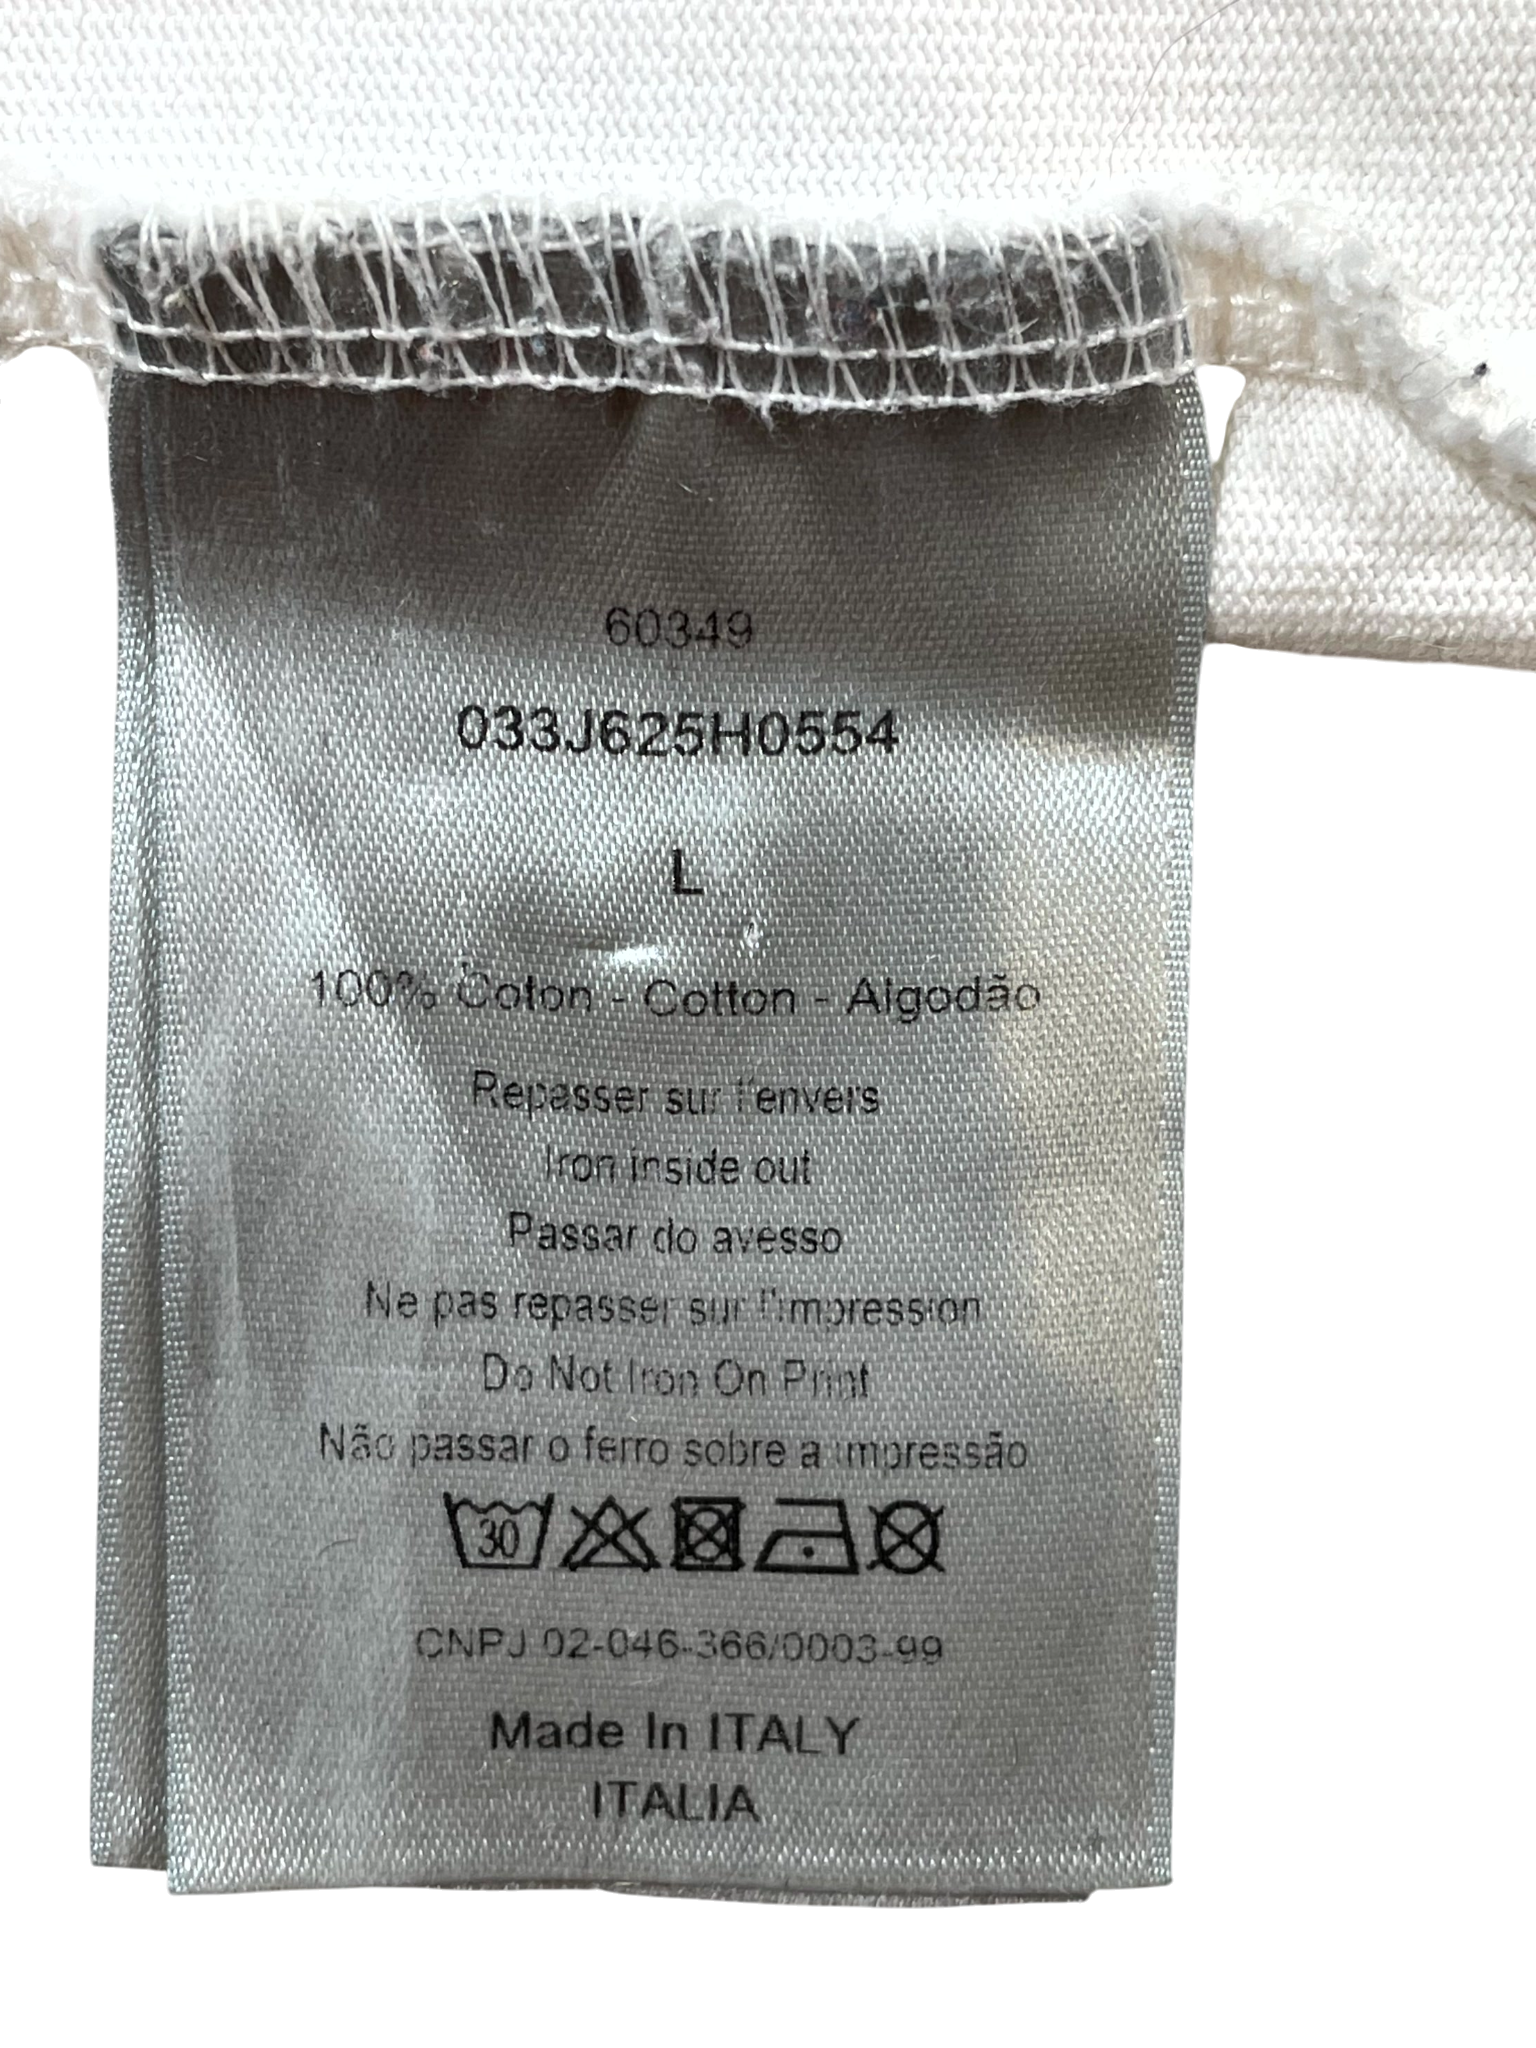 60349
033J625H0554
L
100% Coton - Cotton - Algodão
Repasser sur l'envers
Iron inside out
Passar do avesso
Ne pas repasser sur l'impression
Do Not Iron On Print
Não passar o ferro sobre a impressão
30
CNPJ 02-046-366/0003-99
Made In ITALY
ITALIA